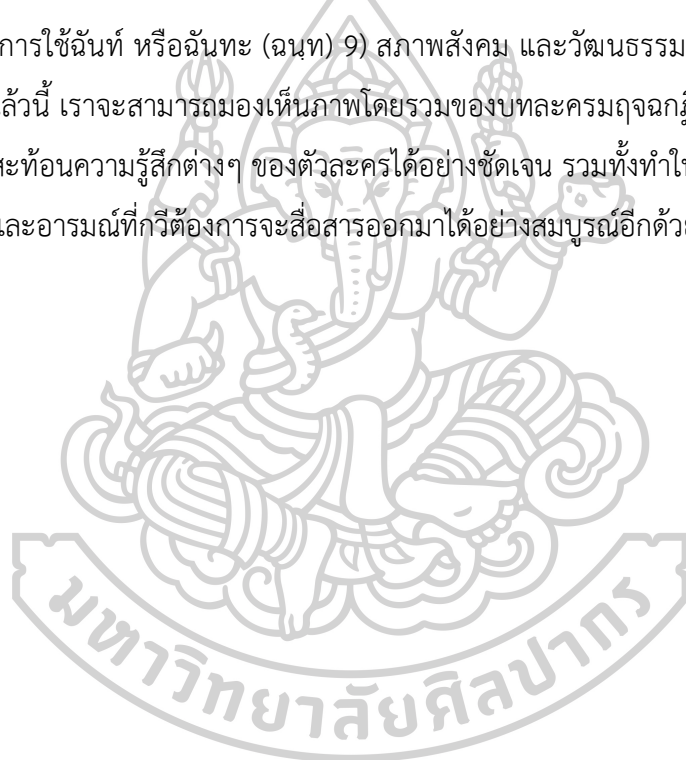 การใช้ฉันท์ หรือฉันทะ (ฉนฺท) 9) สภาพสังคม และวัฒนธรรม
ล้วนี้ เราจะสามารถมองเห็นภาพโดยรวมของบทละครมฤจฉกฏ
สะท้อนความรู้สึกต่างๆ ของตัวละครได้อย่างชัดเจน รวมทั้งทำให
และอารมณ์ที่กวีต้องการจะสื่อสารออกมาได้อย่างสมบูรณ์อีกด้วย
มหาวิทยาลัยศิลปากร